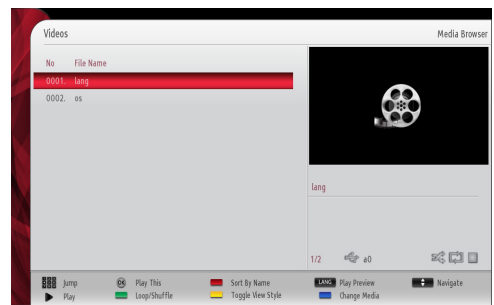 Videos Media Browser
No File Name
0001. lang
0002. os
lang
1/2 a0
Jump OK Play This Sort By Name LANG Play Preview Navigate
Play Loop/Shuffle Toggle View Style Change Media